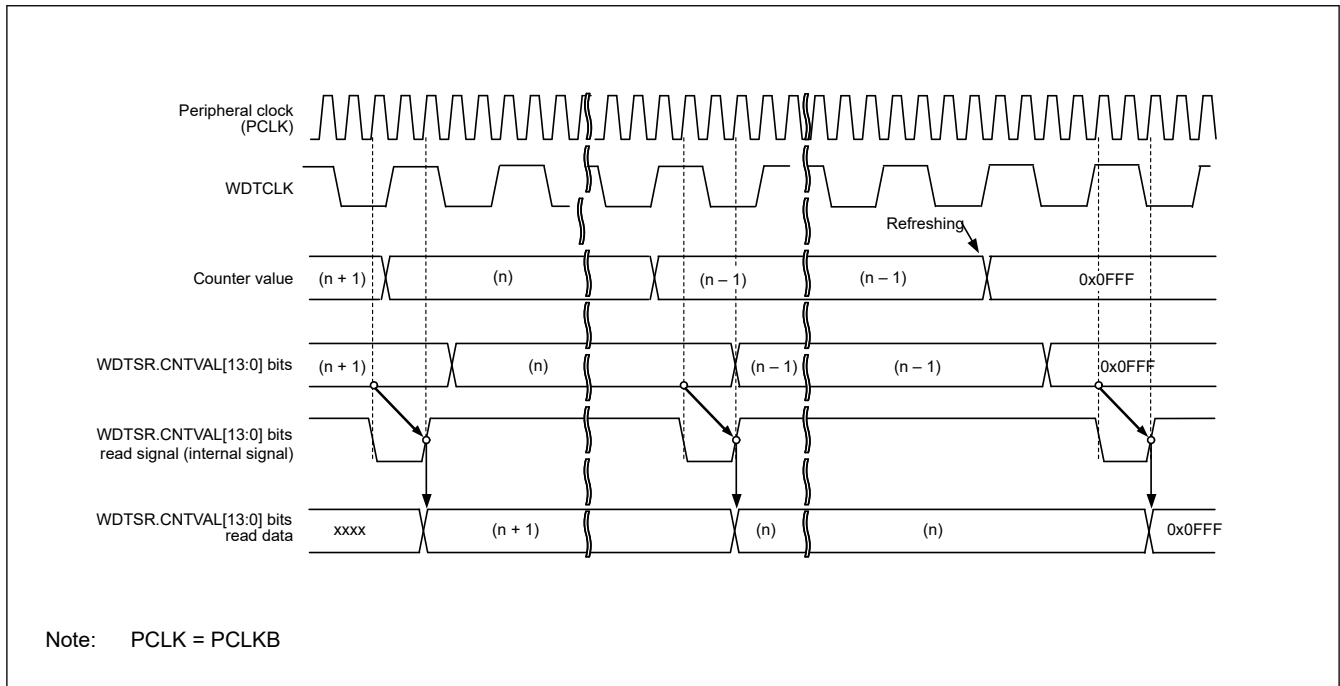 Peripheral clock
(PCLK)
WDTCLK
Refreshing
Counter value
(n + 1)
(n)
(n – 1)
(n – 1)
0x0FFF
WDTSR.CNTVAL[13:0] bits
(n + 1)
(n)
(n – 1)
(n – 1)
0x0FFF
WDTSR.CNTVAL[13:0] bits
read signal (internal signal)
WDTSR.CNTVAL[13:0] bits
read data
xxxx
(n + 1)
(n)
(n)
0x0FFF
Note: PCLK = PCLKB